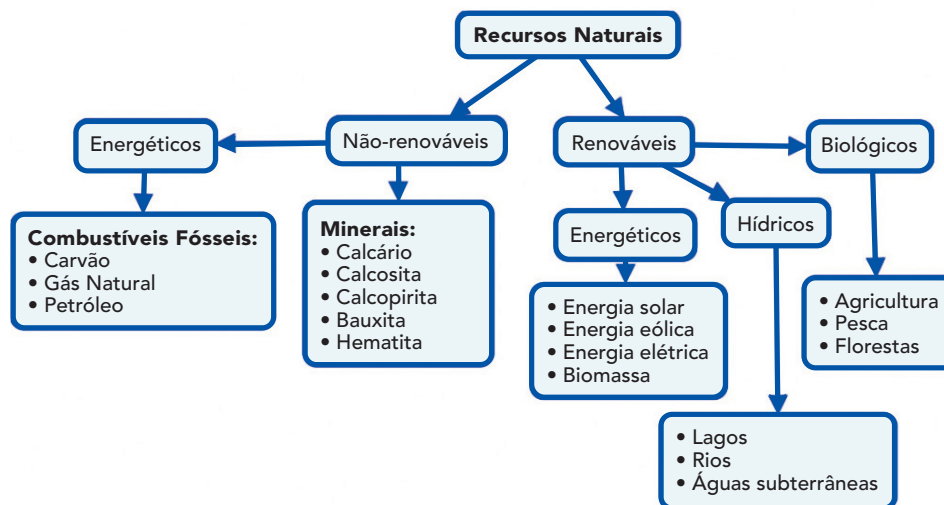 Recursos Naturais
Energéticos
Não-renováveis
Renováveis
Biológicos
Combustíveis Fósseis:
• Carvão
• Gás Natural
• Petróleo
Minerais:
• Calcário
• Calcosita
• Calcopirita
• Bauxita
• Hematita
Energéticos
Hídricos
• Energia solar
• Energia eólica
• Energia elétrica
• Biomassa
• Agricultura
• Pesca
• Florestas
• Lagos
• Rios
• Águas subterrâneas